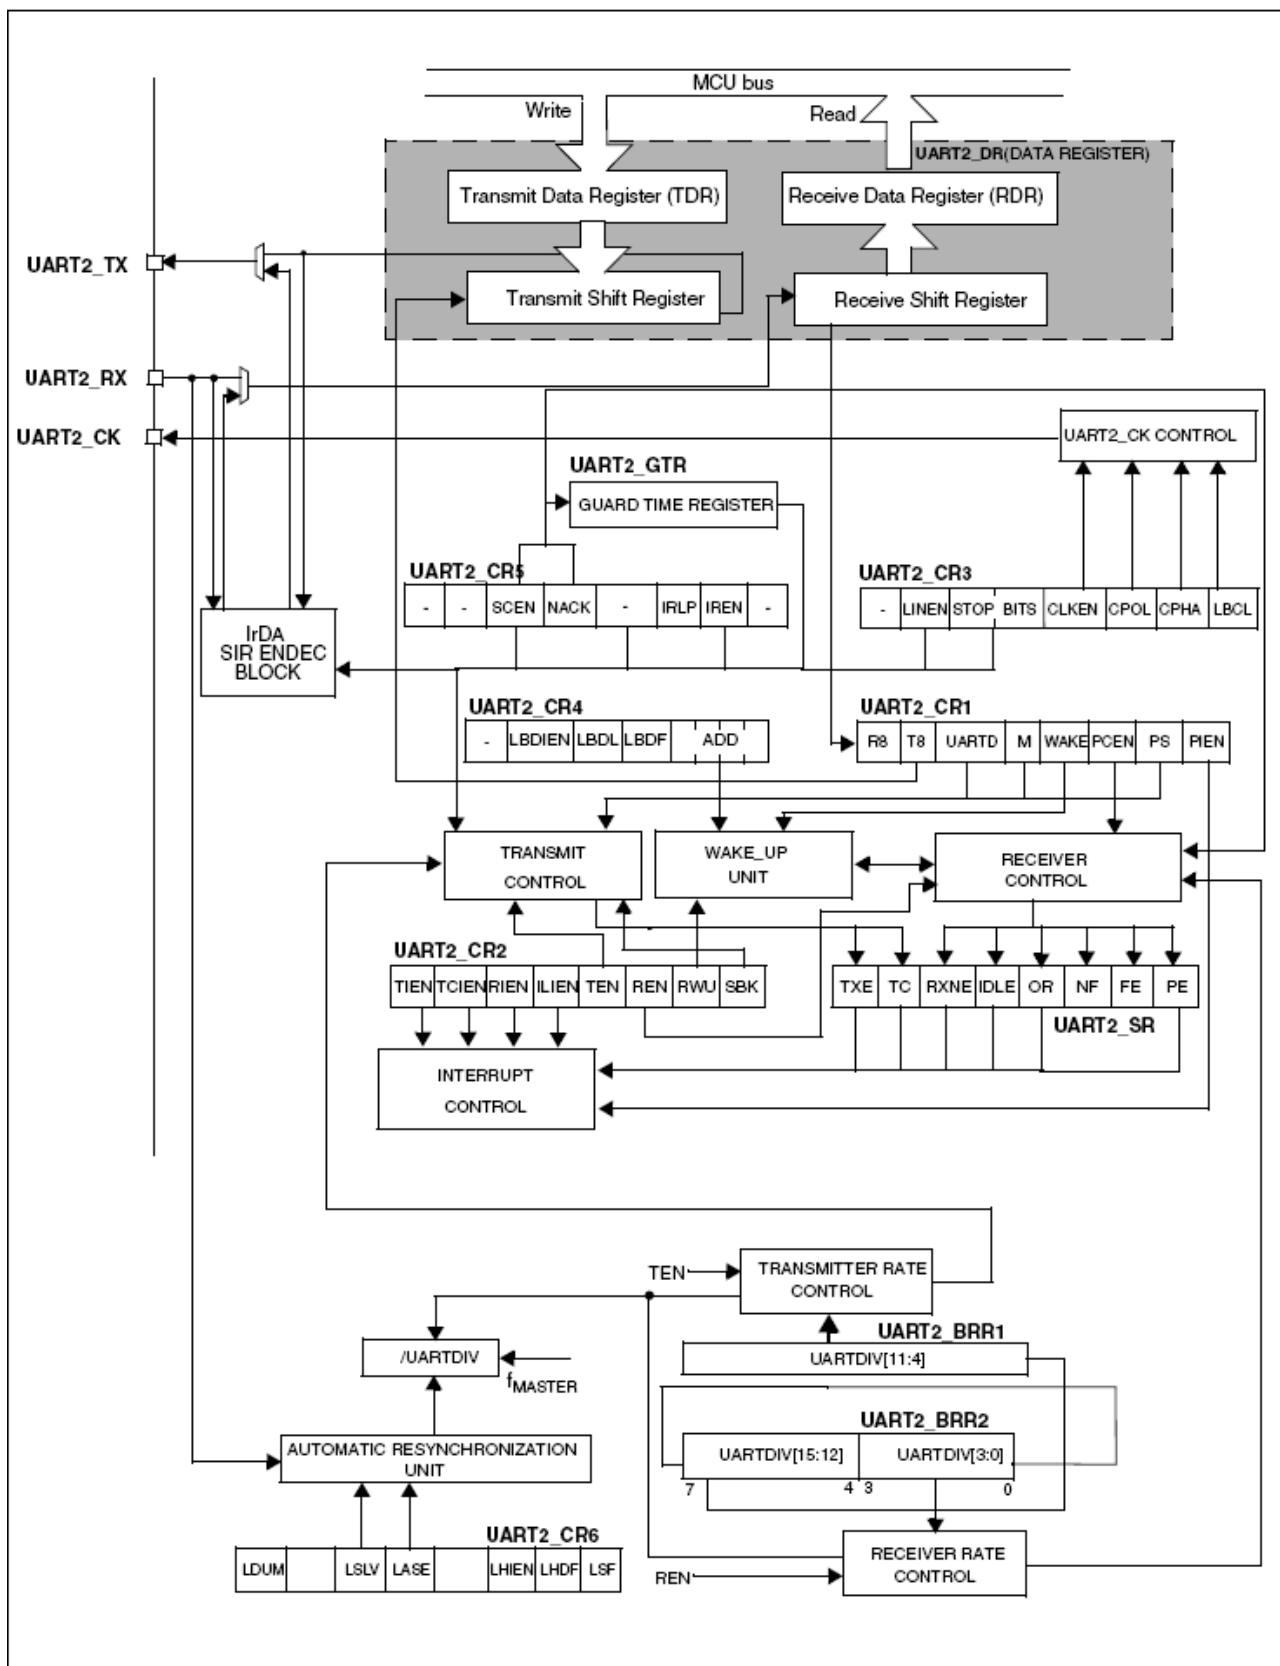 MCU bus
Write
Read
UART2_DR(DATA REGISTER)
Transmit Data Register (TDR)
Receive Data Register (RDR)
UART2_TX
Transmit Shift Register
Receive Shift Register
UART2_RX
UART2_CK
UART2_CK CONTROL
UART2_GTR
GUARD TIME REGISTER
UART2_CR5
- - SCEN NACK - IRLP IREN -
UART2_CR3
- LINEN STOP BITS CLKEN CPOL CPHA LBCL
IrDA
SIR ENDEC
BLOCK
UART2_CR4
- LBDIEN LBDL LBDF ADD
UART2_CR1
R8 T8 UARTD M WAKE PCEN PS PIEN
TRANSMIT
CONTROL
WAKE_UP
UNIT
RECEIVER
CONTROL
UART2_CR2
TIEN TCIEN RIEN ILIEN TEN REN RWU SBK
TXE TC RXNE IDLE OR NF FE PE
UART2_SR
INTERRUPT
CONTROL
TEN
TRANSMITTER RATE
CONTROL
UART2_BRR1
UARTDIV[11:4]
/UARTDIV
fMASTER
UART2_BRR2
UARTDIV[15:12] UARTDIV[3:0]
7 4 3 0
AUTOMATIC RESYNCHRONIZATION
UNIT
UART2_CR6
LDUM LSLV LASE LHIEN LHDF LSF
REN
RECEIVER RATE
CONTROL